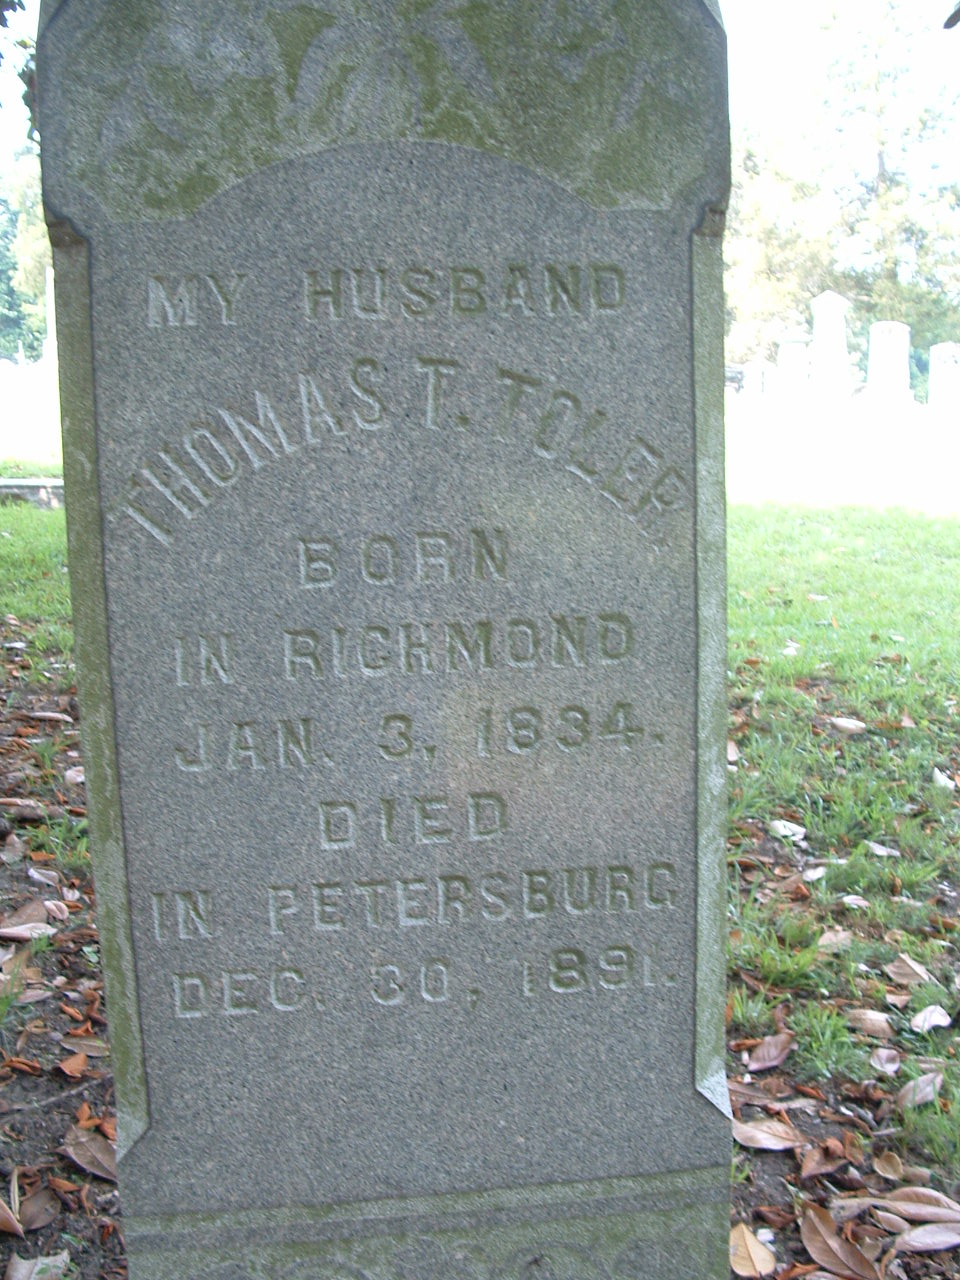 MY HUSBAND
THOMAS T. TOLER
BORN
IN RICHMOND
JAN. 3, 1834.
DIED
IN PETERSBURG
DEC. 30, 1891.